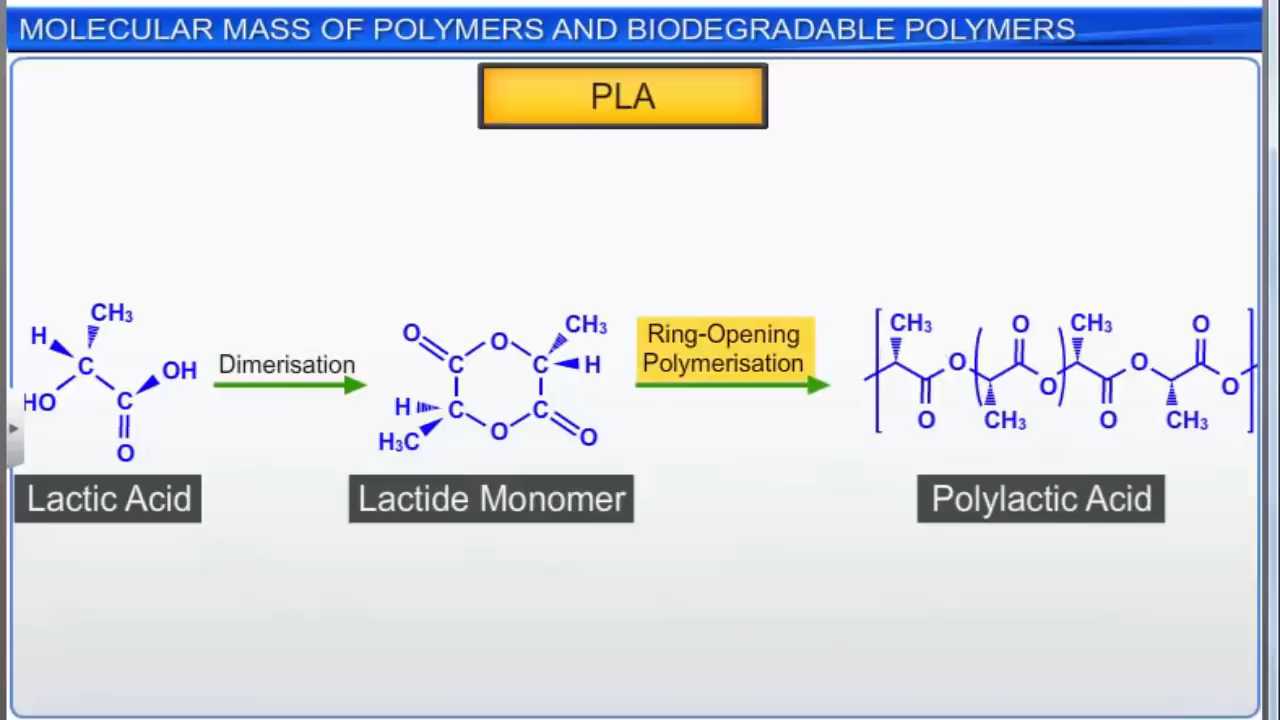 MOLECULAR MASS OF POLYMERS AND BIODEGRADABLE POLYMERS
PLA
CH₃
H
C
OH
HO
C
O
Lactic Acid
Dimerisation
O
O
CH₃
C
C
H
H
C
C
H₃C
O
O
Lactide Monomer
Ring-Opening
Polymerisation
CH₃
O
CH₃
O
O
O
O
O
O
CH₃
O
CH₃
Polylactic Acid